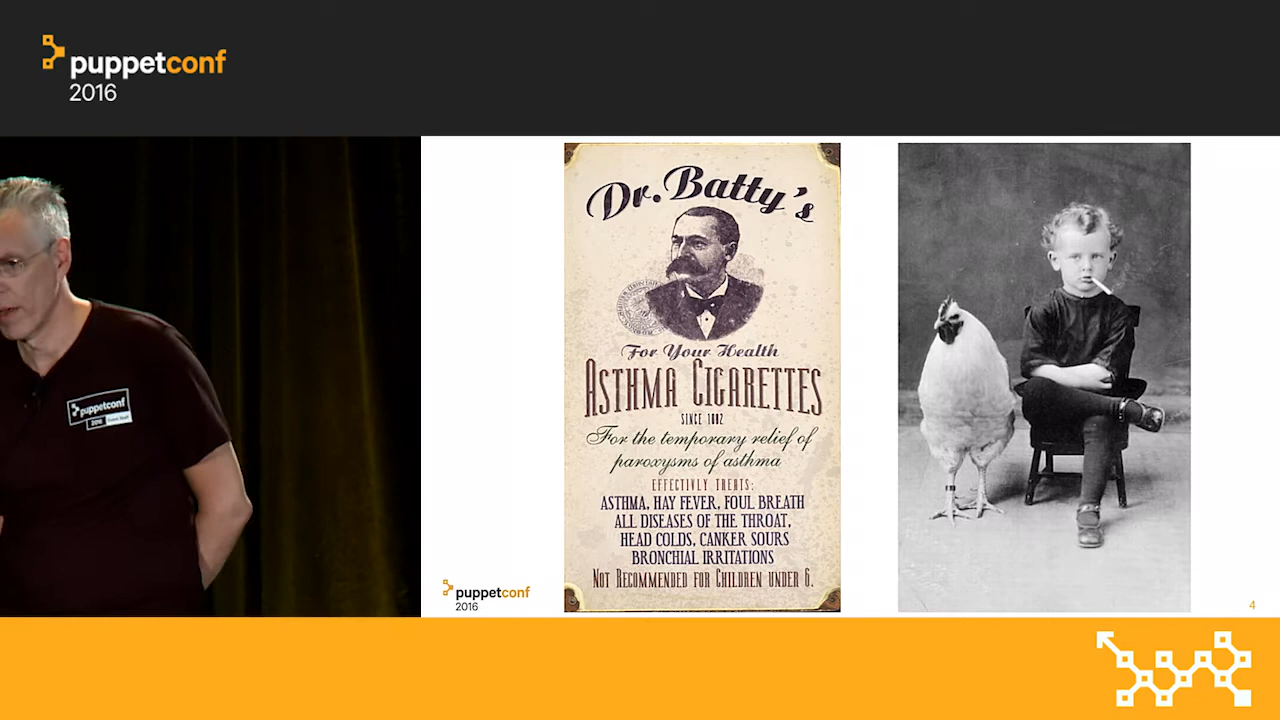 puppetconf
2016
puppetconf
2016
Dr. Batty's
For Your Health
ASTHMA CIGARETTES
SINCE 1882
For the temporary relief of
paroxysms of asthma
EFFECTIVLY TREATS:
ASTHMA, HAY FEVER, FOUL BREATH
ALL DISEASES OF THE THROAT,
HEAD COLDS, CANKER SOURS
BRONCHIAL IRRITATIONS
NOT RECOMMENDED FOR CHILDREN UNDER 6.
puppetconf
2016
4